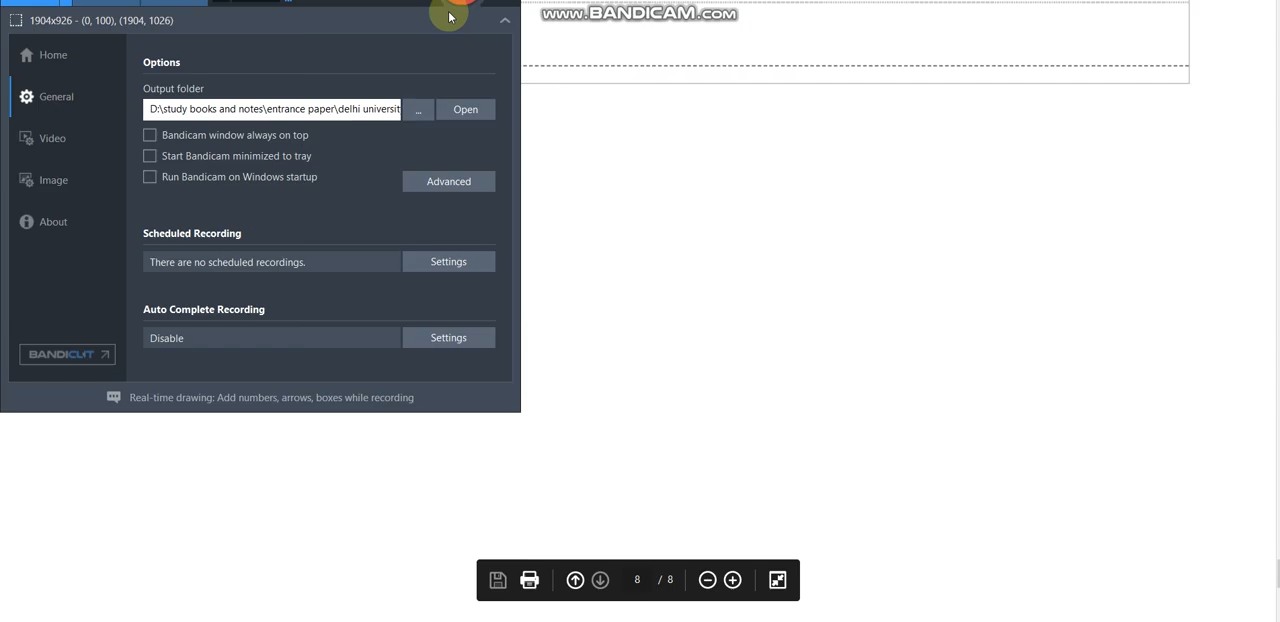 1904x926 - (0, 100), (1904, 1026)
www.BANDICAM.com
Home
General
Video
Image
About
BANDICUT
Options
Output folder
D:\study books and notes\entrance paper\delhi universit
...
Open
Bandicam window always on top
Start Bandicam minimized to tray
Run Bandicam on Windows startup
Advanced
Scheduled Recording
There are no scheduled recordings.
Settings
Auto Complete Recording
Disable
Settings
Real-time drawing: Add numbers, arrows, boxes while recording
8 / 8